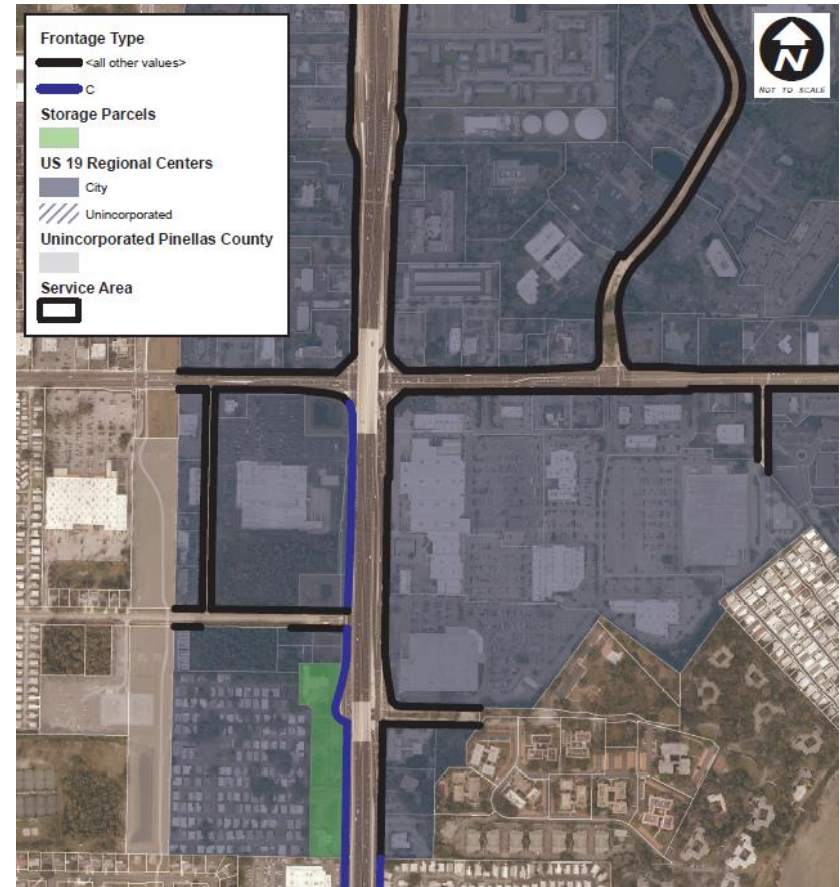 Frontage Type
<all other values>
C
Storage Parcels
US 19 Regional Centers
City
Unincorporated
Unincorporated Pinellas County
Service Area
N
NOT TO SCALE